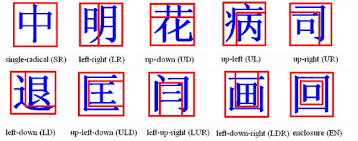 中 明 花 病 司
single-radical (SR) left-right (LR) up-down (UD) up-left (UL) up-right (UR)
退 匡 闩 画 回
left-down (LD) up-left-down (ULD) left-up-right (LUR) left-down-right (LDR) enclosure (EN)